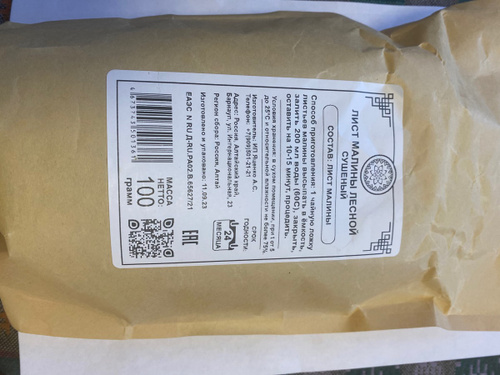 ЛИСТ МАЛИНЫ ЛЕСНОЙ
СУШЕНЫЙ
СОСТАВ: ЛИСТ МАЛИНЫ
Способ приготовления: 1 чайную ложку
листьев малины высыпать в ёмкость,
залить 200 мл воды (60С), закрыть,
оставить на 10-15 минут, процедить.
Условия хранения: в сухом помещении, при t от 5
до 25°С и относительной влажности не более 75%
Изготовитель: ИП Яценко А.С.
Телефон: +7(909)501-21-21
Адрес: Россия, Алтайский край,
Барнаул, ул. Интернациональная, 23
Регион сбора: Россия, Алтай
Изготовлено и упаковано: 11.09.23
ЕАЭС N RU Д-RU.РА02.В.65627/21
СРОК
ГОДНОСТИ:
24
МЕСЯЦА
EAC
МАССА
НЕТТО:
100
грамм